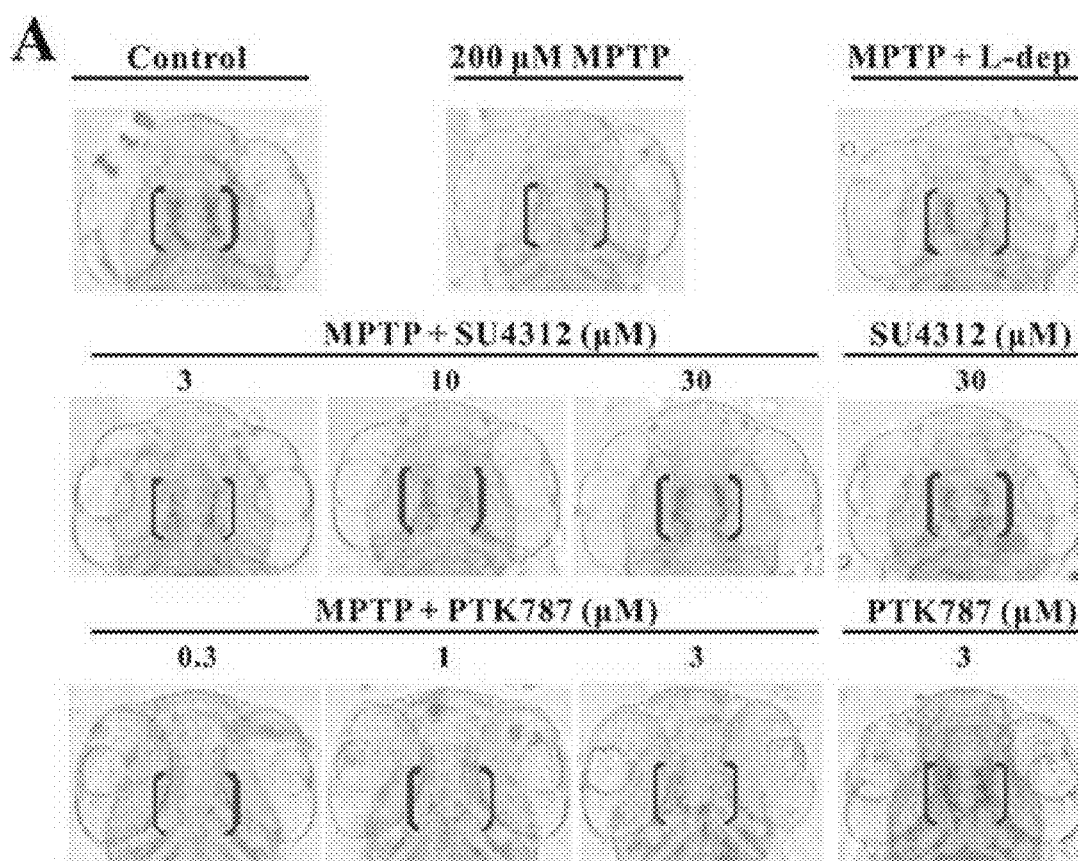 A
Control 200 μM MPTP MPTP + L-dep
MPTP + SU4312 (μM) SU4312 (μM)
3 10 30 30
MPTP + PTK787 (μM) PTK787 (μM)
0.3 1 3 3